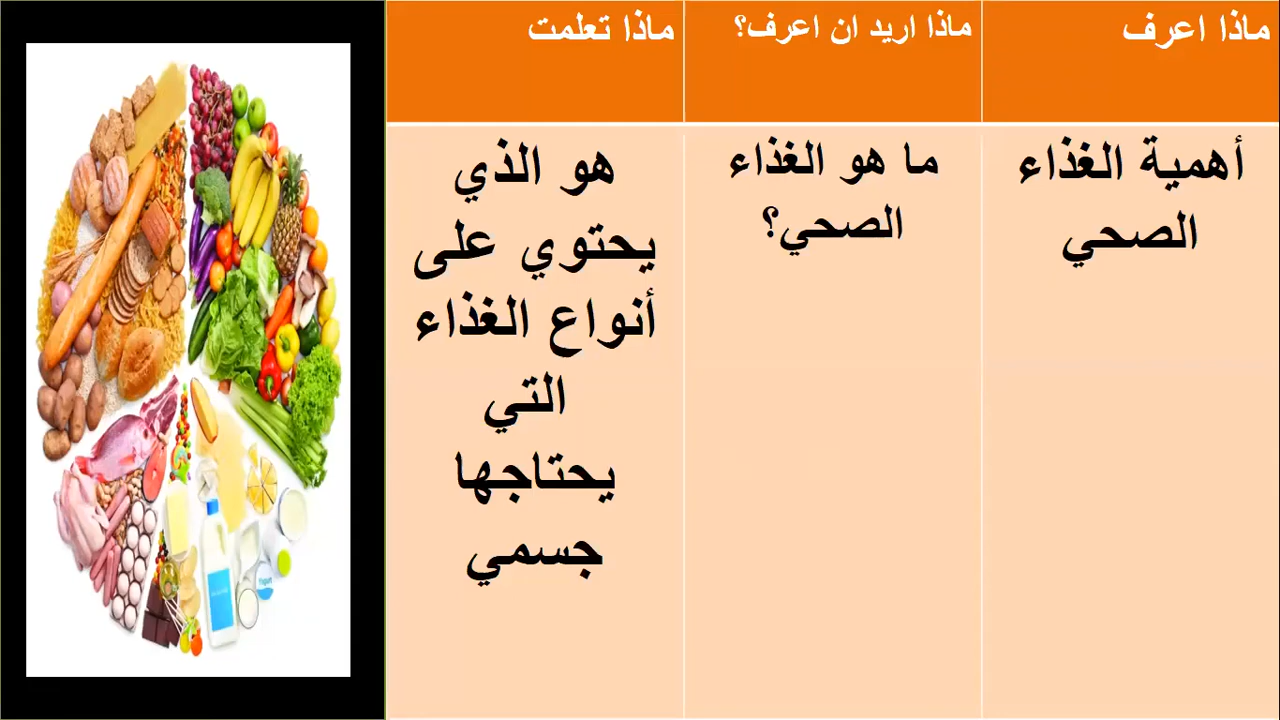 ماذا اعرف
ماذا اريد ان اعرف؟
ماذا تعلمت
أهمية الغذاء
الصحي
ما هو الغذاء
الصحي؟
هو الذي
يحتوي على
أنواع الغذاء
التي
يحتاجها
جسمي